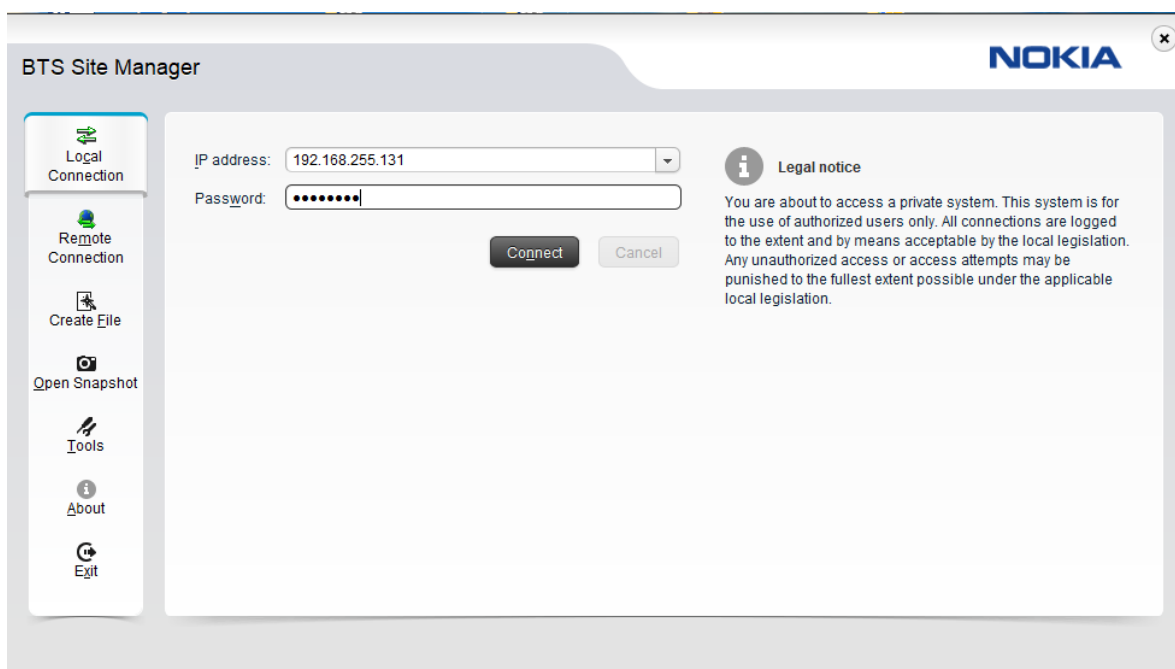 BTS Site Manager
NOKIA
Local
Connection
Remote
Connection
Create File
Open Snapshot
Tools
About
Exit
IP address: 192.168.255.131
Password: ••••••••
Connect
Cancel
Legal notice
You are about to access a private system. This system is for
the use of authorized users only. All connections are logged
to the extent and by means acceptable by the local legislation.
Any unauthorized access or access attempts may be
punished to the fullest extent possible under the applicable
local legislation.